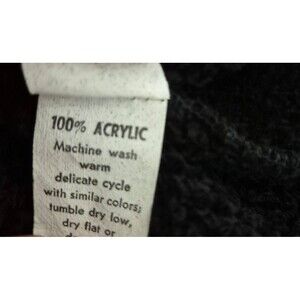 100% ACRYLIC
Machine wash
warm
delicate cycle
with similar colors;
tumble dry low,
dry flat or